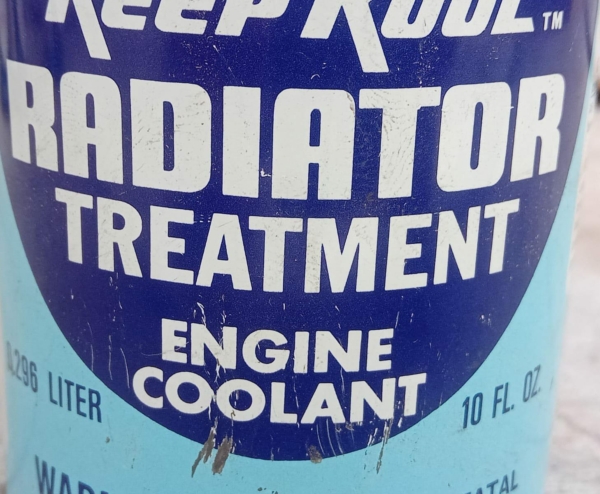 KEEP KOOL™
RADIATOR
TREATMENT
ENGINE
COOLANT
0.296 LITER
10 FL. OZ.